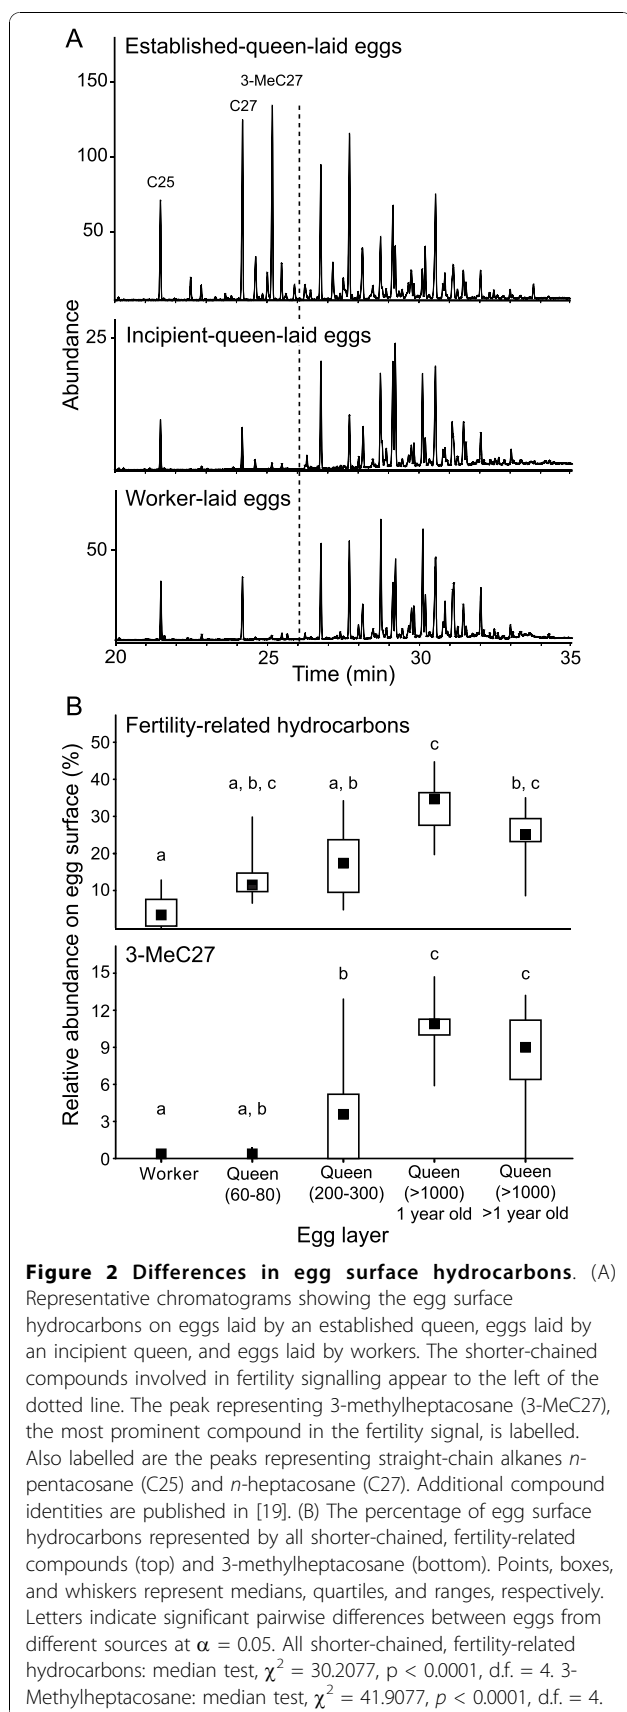 A
Established-queen-laid eggs
150
3-MeC27
C27
100
C25
50
Abundance
25
Incipient-queen-laid eggs
Worker-laid eggs
50
20 25 30 35
Time (min)
B
Fertility-related hydrocarbons
50
40
30
20
10
a
a, b, c
a, b
c
b, c
Relative abundance on egg surface (%)
3-MeC27
15
12
9
6
3
0
a
a, b
b
c
c
Worker Queen Queen Queen Queen
(60-80) (200-300) (>1000) (>1000)
1 year old >1 year old
Egg layer
Figure 2 Differences in egg surface hydrocarbons. (A)
Representative chromatograms showing the egg surface
hydrocarbons on eggs laid by an established queen, eggs laid by
an incipient queen, and eggs laid by workers. The shorter-chained
compounds involved in fertility signalling appear to the left of the
dotted line. The peak representing 3-methylheptacosane (3-MeC27),
the most prominent compound in the fertility signal, is labelled.
Also labelled are the peaks representing straight-chain alkanes n-
pentacosane (C25) and n-heptacosane (C27). Additional compound
identities are published in [19]. (B) The percentage of egg surface
hydrocarbons represented by all shorter-chained, fertility-related
compounds (top) and 3-methylheptacosane (bottom). Points, boxes,
and whiskers represent medians, quartiles, and ranges, respectively.
Letters indicate significant pairwise differences between eggs from
different sources at α = 0.05. All shorter-chained, fertility-related
hydrocarbons: median test, χ² = 30.2077, p < 0.0001, d.f. = 4. 3-
Methylheptacosane: median test, χ² = 41.9077, p < 0.0001, d.f. = 4.